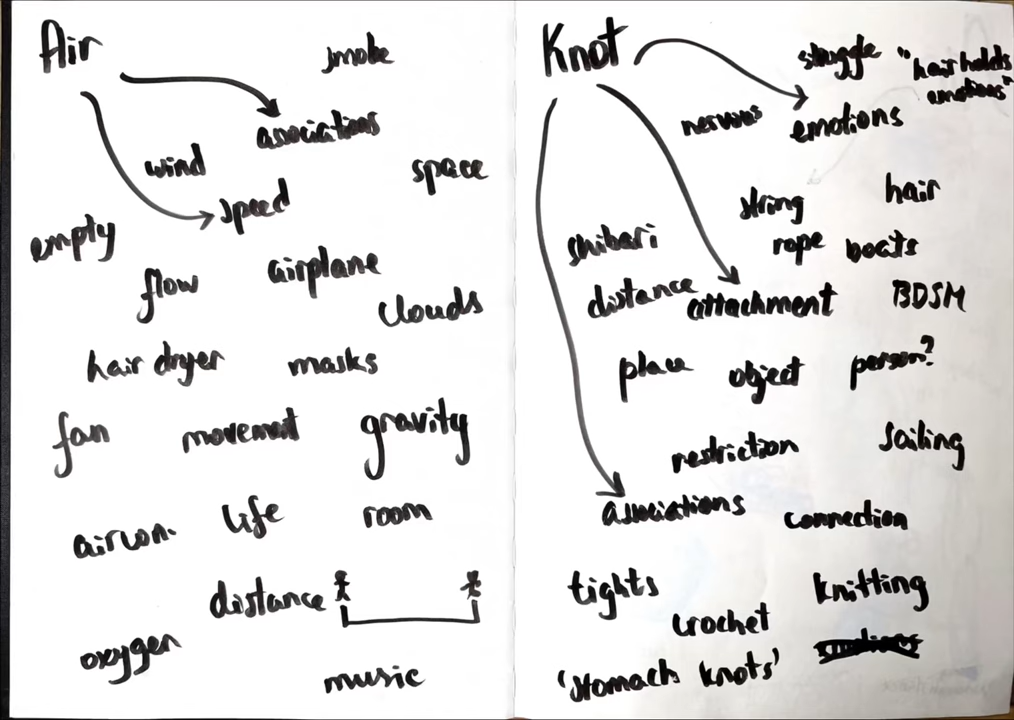 Air
smoke
associations
wind
space
speed
empty
flow
airplane
clouds
hair dryer
masks
fan
movement
gravity
aircon.
life
room
distance
oxygen
music
Knot
struggle
"hair holds
emotions"
nervous
emotions
string
hair
shibari
rope
boats
distance
attachment
BDSM
place
object
person?
restriction
sailing
associations
connection
tights
knitting
crochet
'stomach knots'